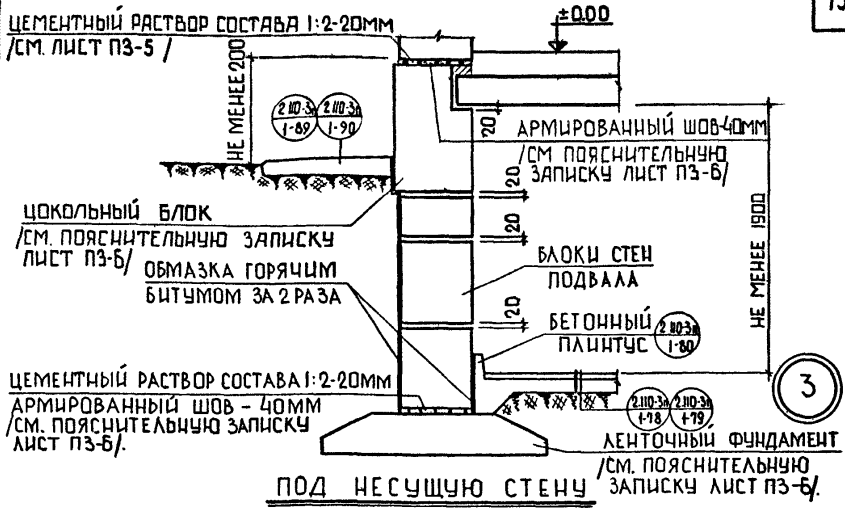 ЦЕМЕНТНЫЙ РАСТВОР СОСТАВА 1:2-20ММ
/СМ. ЛИСТ ПЗ-5 /
±0.00
НЕ МЕНЕЕ 200
2.110-3п
1-89
2.110-3п
1-90
20
АРМИРОВАННЫЙ ШОВ-40ММ
/СМ ПОЯСНИТЕЛЬНУЮ
ЗАПИСКУ ЛИСТ ПЗ-6/
20
ЦОКОЛЬНЫЙ БЛОК
/СМ. ПОЯСНИТЕЛЬНУЮ ЗАПИСКУ
ЛИСТ ПЗ-6/
20
ОБМАЗКА ГОРЯЧИМ
БИТУМОМ ЗА 2 РАЗА
БЛОКИ СТЕН
ПОДВАЛА
НЕ МЕНЕЕ 1900
20
БЕТОННЫЙ
ПЛИНТУС
2.110-3п
1-80
ЦЕМЕНТНЫЙ РАСТВОР СОСТАВА 1:2-20ММ
АРМИРОВАННЫЙ ШОВ - 40ММ
/СМ. ПОЯСНИТЕЛЬНУЮ ЗАПИСКУ
ЛИСТ ПЗ-6/.
3
2.110-3п
1-78
2.110-3п
1-79
ЛЕНТОЧНЫЙ ФУНДАМЕНТ
/СМ. ПОЯСНИТЕЛЬНУЮ
ЗАПИСКУ ЛИСТ ПЗ-6/.
ПОД НЕСУЩУЮ СТЕНУ